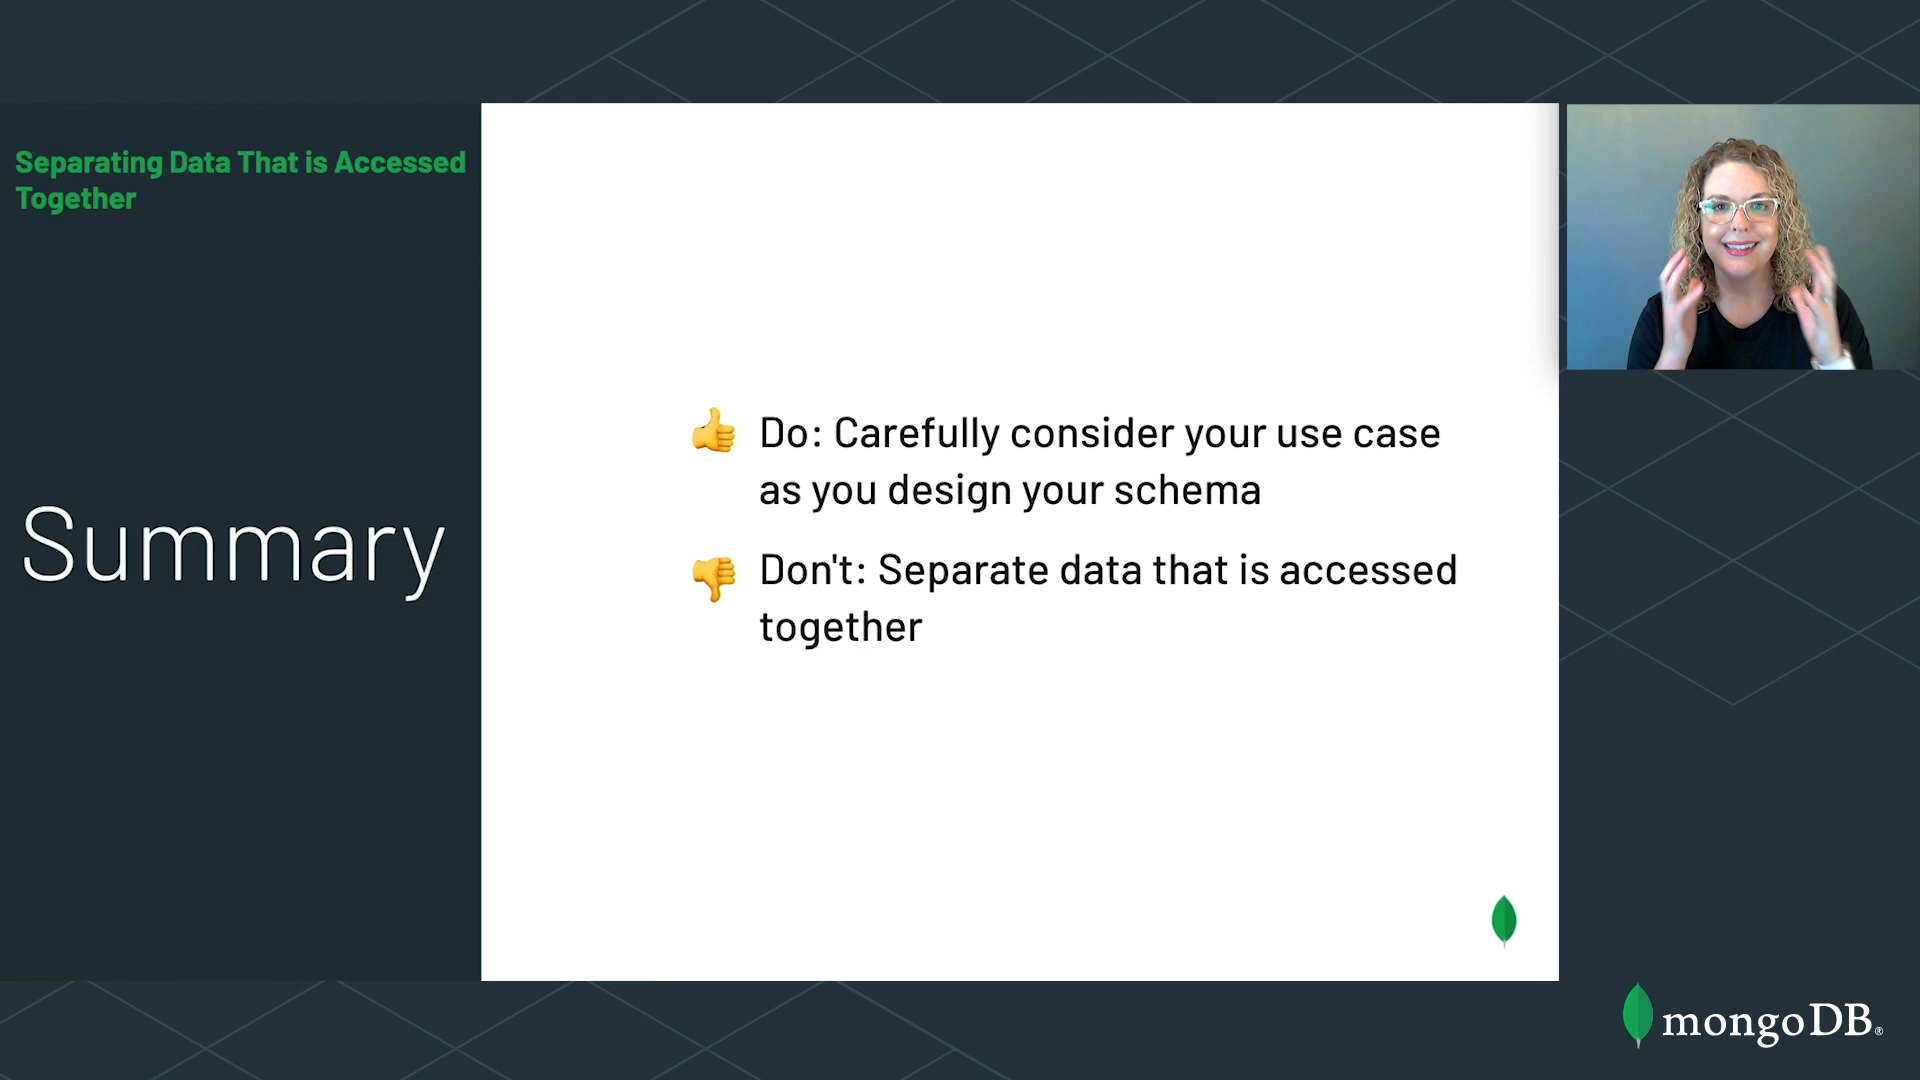 Separating Data That is Accessed
Together
Summary
👍 Do: Carefully consider your use case
as you design your schema
👎 Don't: Separate data that is accessed
together
mongoDB®